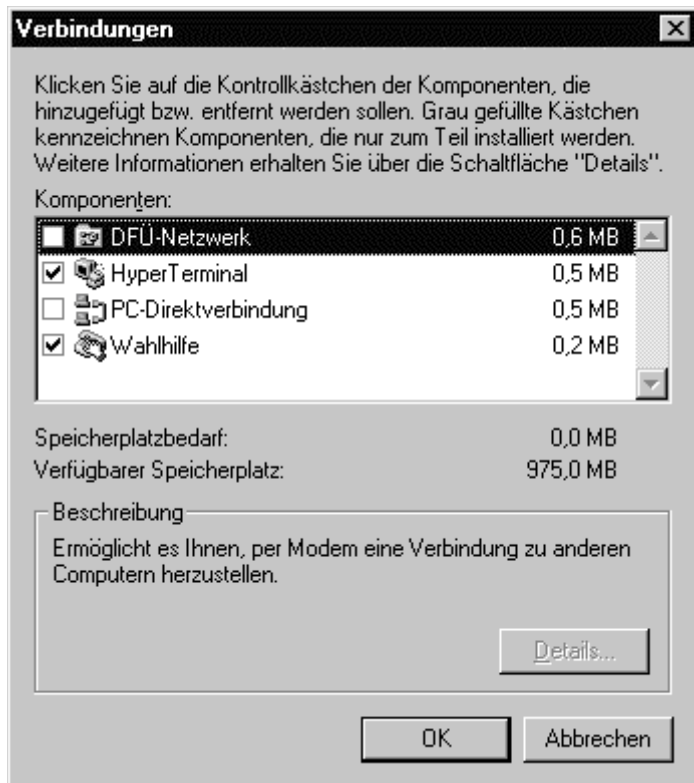 Verbindungen
Klicken Sie auf die Kontrollkästchen der Komponenten, die
hinzugefügt bzw. entfernt werden sollen. Grau gefüllte Kästchen
kennzeichnen Komponenten, die nur zum Teil installiert werden.
Weitere Informationen erhalten Sie über die Schaltfläche "Details".
Komponenten:
DFÜ-Netzwerk 0,6 MB
HyperTerminal 0,5 MB
PC-Direktverbindung 0,5 MB
Wahlhilfe 0,2 MB
Speicherplatzbedarf: 0,0 MB
Verfügbarer Speicherplatz: 975,0 MB
Beschreibung
Ermöglicht es Ihnen, per Modem eine Verbindung zu anderen
Computern herzustellen.
Details...
OK Abbrechen